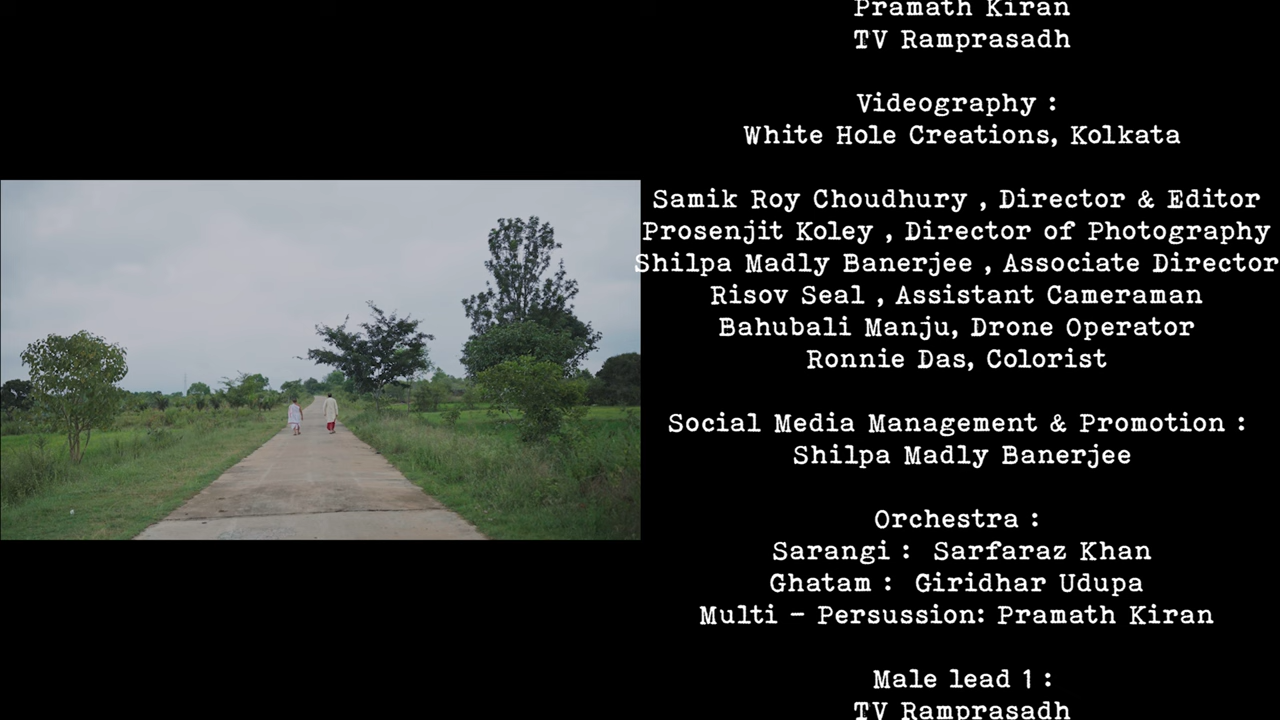 Pramath Kiran
TV Ramprasadh
Videography :
White Hole Creations, Kolkata
Samik Roy Choudhury , Director & Editor
Prosenjit Koley , Director of Photography
Shilpa Madly Banerjee , Associate Director
Risov Seal , Assistant Cameraman
Bahubali Manju, Drone Operator
Ronnie Das, Colorist
Social Media Management & Promotion :
Shilpa Madly Banerjee
Orchestra :
Sarangi :  Sarfaraz Khan
Ghatam :  Giridhar Udupa
Multi - Persussion: Pramath Kiran
Male lead 1 :
TV Ramprasadh